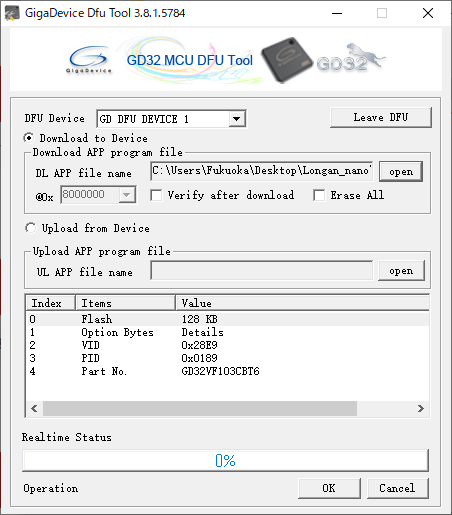 GigaDevice Dfu Tool 3.8.1.5784
GigaDevice
GD32 MCU DFU Tool
GD32
DFU Device
GD DFU DEVICE 1
Leave DFU
Download to Device
Download APP program file
DL APP file name
C:\Users\Fukuoka\Desktop\Longan_nano
open
@0x
8000000
Verify after download
Erase All
Upload from Device
Upload APP program file
UL APP file name
open
Index Items Value
0 Flash 128 KB
1 Option Bytes Details
2 VID 0x28E9
3 PID 0x0189
4 Part No. GD32VF103CBT6
Realtime Status
0%
Operation
OK
Cancel